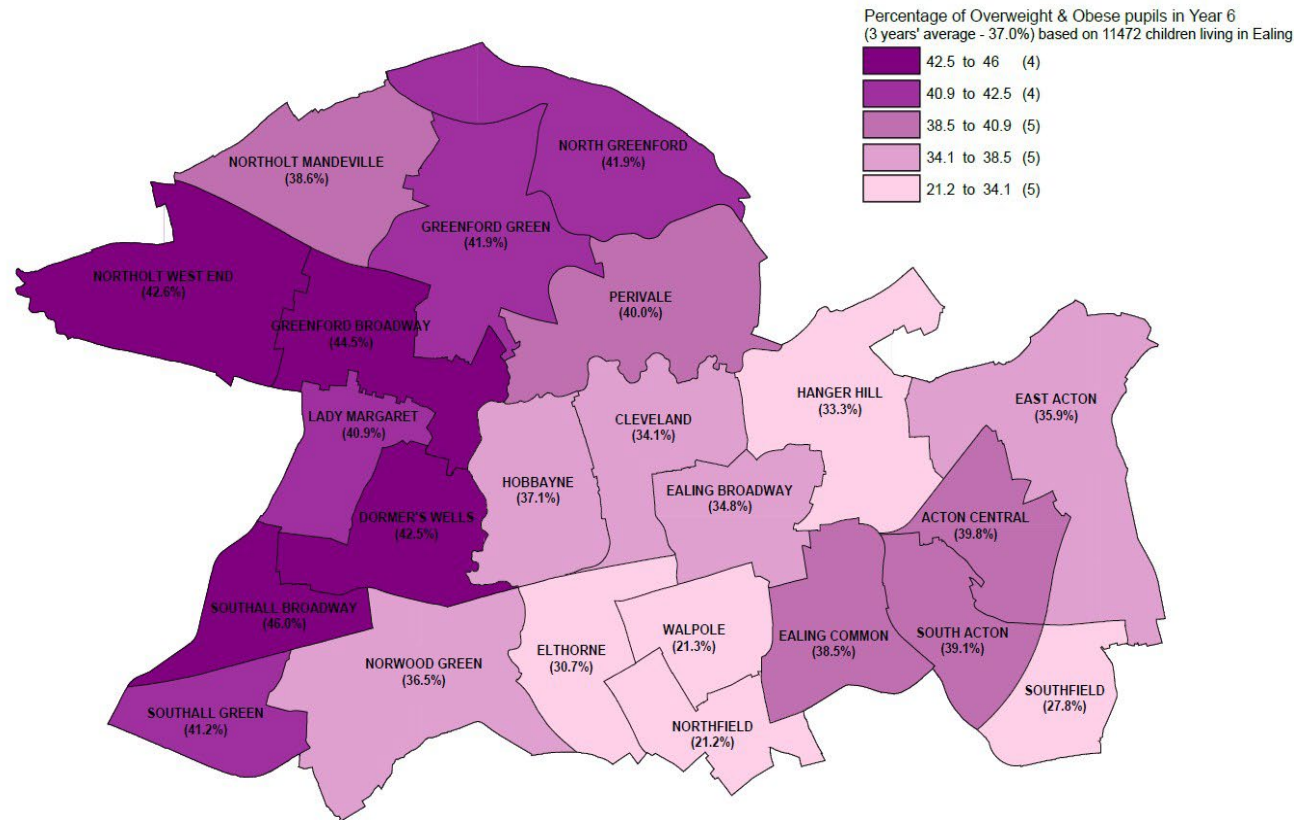 Percentage of Overweight & Obese pupils in Year 6
(3 years' average - 37.0%) based on 11472 children living in Ealing
42.5 to 46 (4)
40.9 to 42.5 (4)
38.5 to 40.9 (5)
34.1 to 38.5 (5)
21.2 to 34.1 (5)
NORTH GREENFORD
(41.9%)
NORTHOLT MANDEVILLE
(38.6%)
GREENFORD GREEN
(41.9%)
NORTHOLT WEST END
(42.6%)
PERIVALE
(40.0%)
GREENFORD BROADWAY
(44.5%)
HANGER HILL
(33.3%)
EAST ACTON
(35.9%)
LADY MARGARET
(40.9%)
CLEVELAND
(34.1%)
HOBBAYNE
(37.1%)
EALING BROADWAY
(34.8%)
DORMER'S WELLS
(42.5%)
ACTON CENTRAL
(39.8%)
SOUTHALL BROADWAY
(46.0%)
WALPOLE
(21.3%)
EALING COMMON
(38.5%)
SOUTH ACTON
(39.1%)
ELTHORNE
(30.7%)
NORWOOD GREEN
(36.5%)
SOUTHFIELD
(27.8%)
SOUTHALL GREEN
(41.2%)
NORTHFIELD
(21.2%)